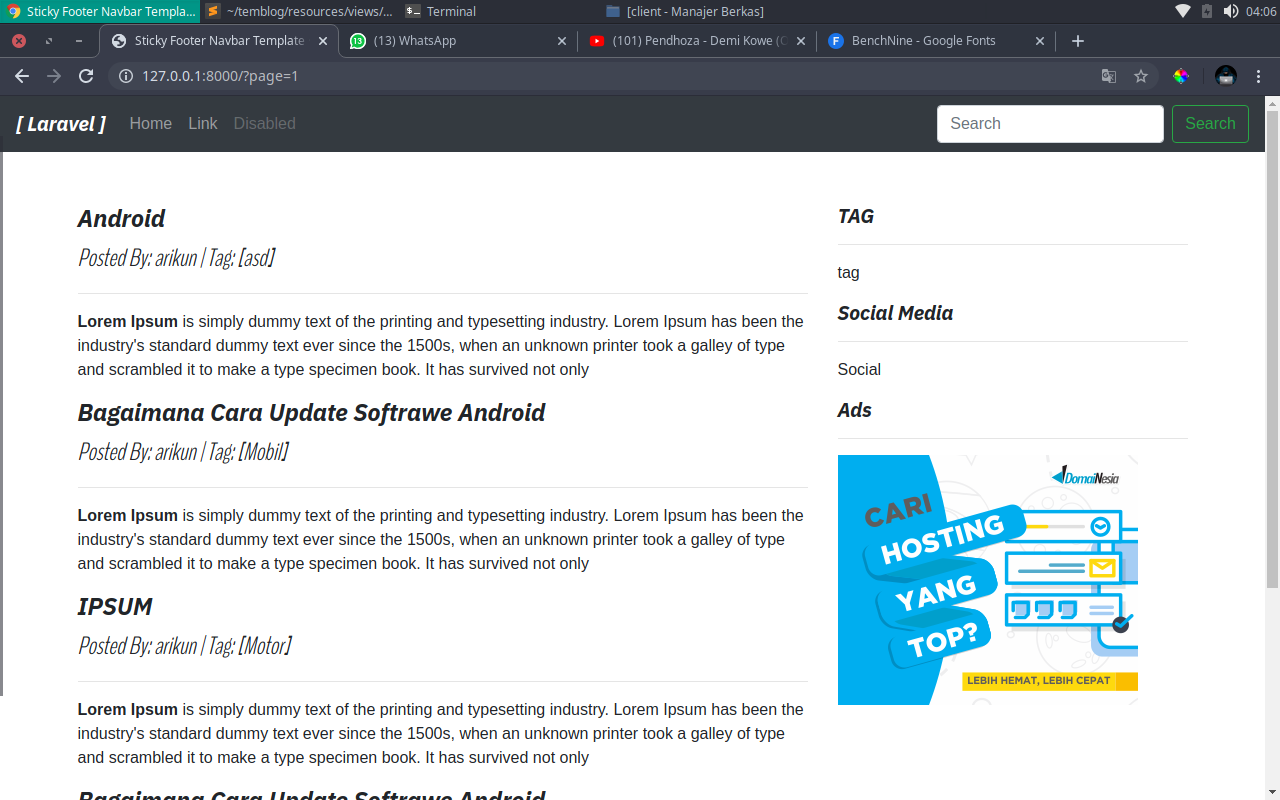 Sticky Footer Navbar Templa...
~/temblog/resources/views/...
Terminal
[client - Manajer Berkas]
04:06
Sticky Footer Navbar Template
(13) WhatsApp
(101) Pendhoza - Demi Kowe (
BenchNine - Google Fonts
127.0.0.1:8000/?page=1
[ Laravel ]
Home
Link
Disabled
Search
Search
Android
Posted By: arikun | Tag: [asd]
Lorem Ipsum is simply dummy text of the printing and typesetting industry. Lorem Ipsum has been the
industry's standard dummy text ever since the 1500s, when an unknown printer took a galley of type
and scrambled it to make a type specimen book. It has survived not only
Bagaimana Cara Update Softrawe Android
Posted By: arikun | Tag: [Mobil]
Lorem Ipsum is simply dummy text of the printing and typesetting industry. Lorem Ipsum has been the
industry's standard dummy text ever since the 1500s, when an unknown printer took a galley of type
and scrambled it to make a type specimen book. It has survived not only
IPSUM
Posted By: arikun | Tag: [Motor]
Lorem Ipsum is simply dummy text of the printing and typesetting industry. Lorem Ipsum has been the
industry's standard dummy text ever since the 1500s, when an unknown printer took a galley of type
and scrambled it to make a type specimen book. It has survived not only
Bagaimana Cara Update Softrawe Android
TAG
tag
Social Media
Social
Ads
DomaiNesia
CARI
HOSTING
YANG
TOP?
LEBIH HEMAT, LEBIH CEPAT